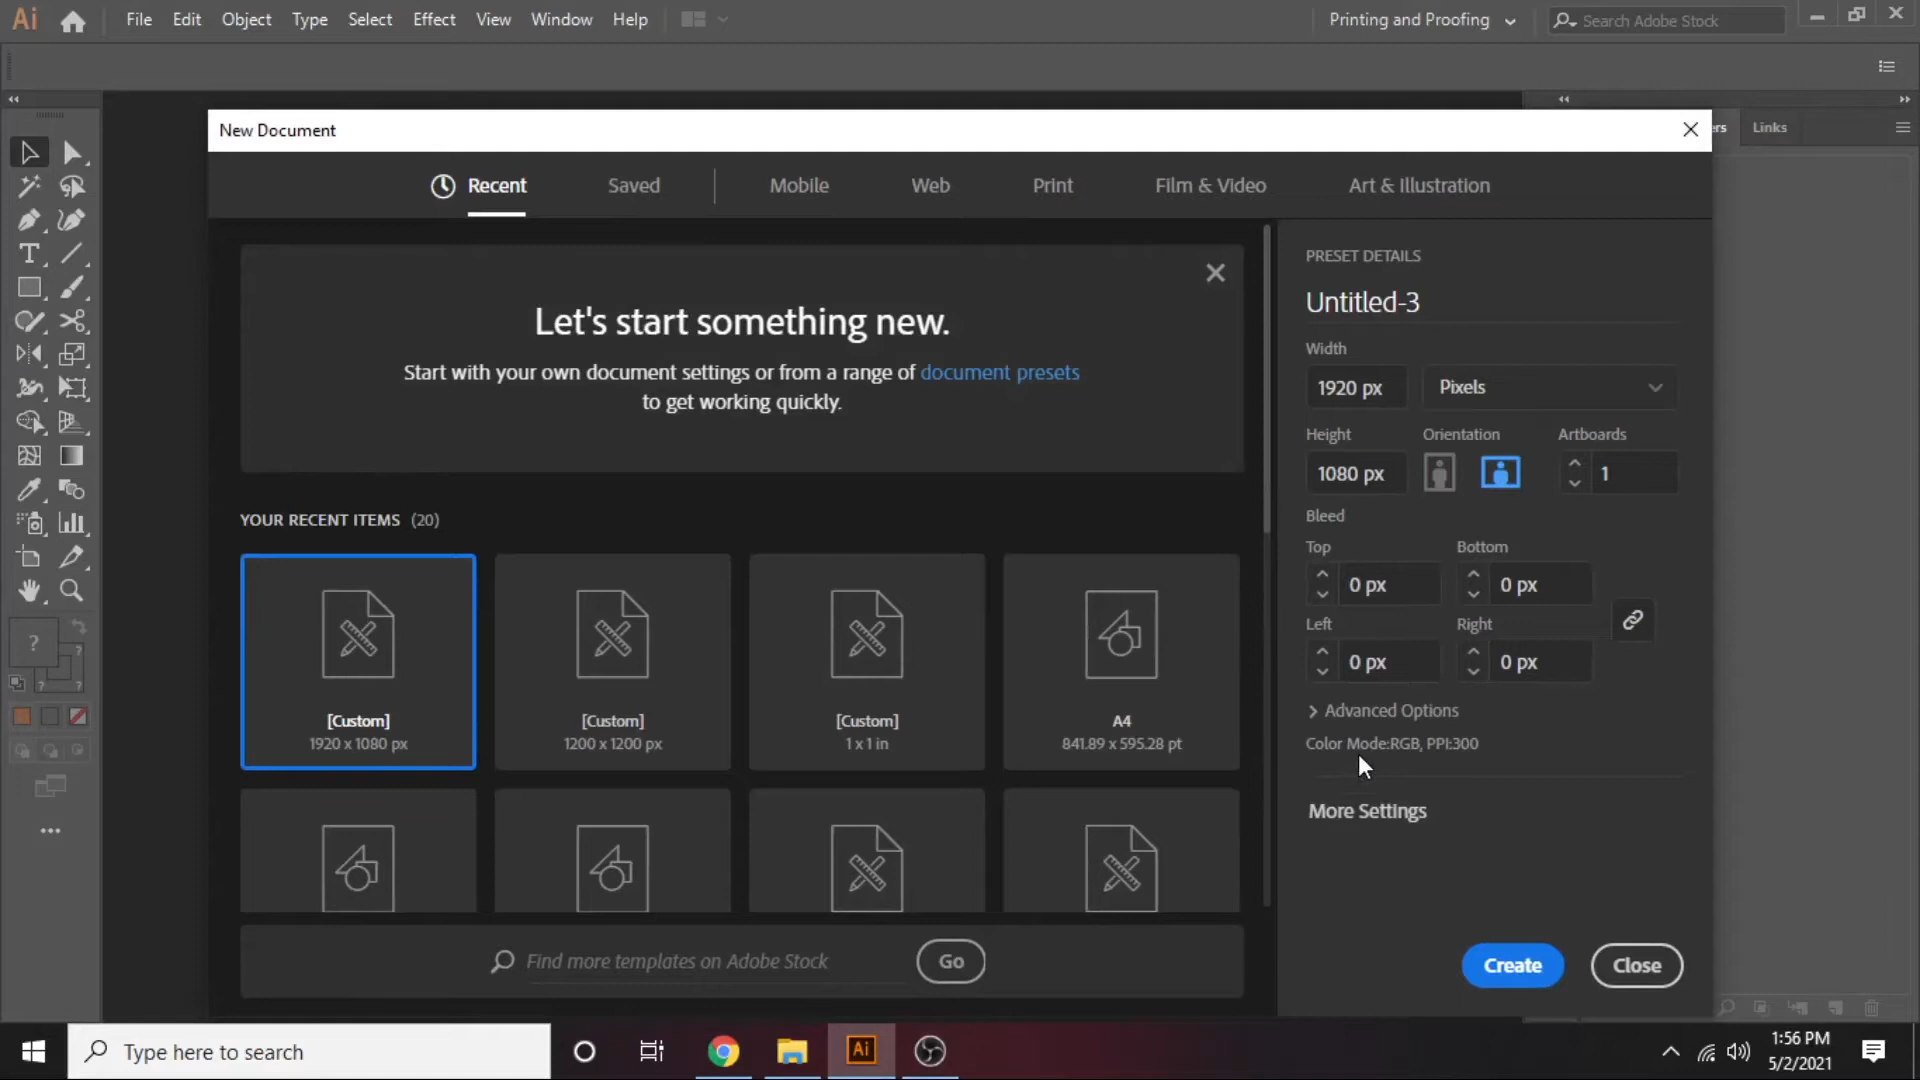 Ai File Edit Object Type Select Effect View Window Help Printing and Proofing Search Adobe Stock
ers Links
New Document
Recent Saved Mobile Web Print Film & Video Art & Illustration
Let's start something new.
Start with your own document settings or from a range of document presets
to get working quickly.
YOUR RECENT ITEMS (20)
[Custom]
1920 x 1080 px
[Custom]
1200 x 1200 px
[Custom]
1 x 1 in
A4
841.89 x 595.28 pt
Find more templates on Adobe Stock Go
PRESET DETAILS
Untitled-3
Width
1920 px Pixels
Height Orientation Artboards
1080 px 1
Bleed
Top Bottom
0 px 0 px
Left Right
0 px 0 px
Advanced Options
Color Mode:RGB, PPI:300
More Settings
Create Close
T
?
?
? ?
Type here to search
Ai
1:56 PM
5/2/2021